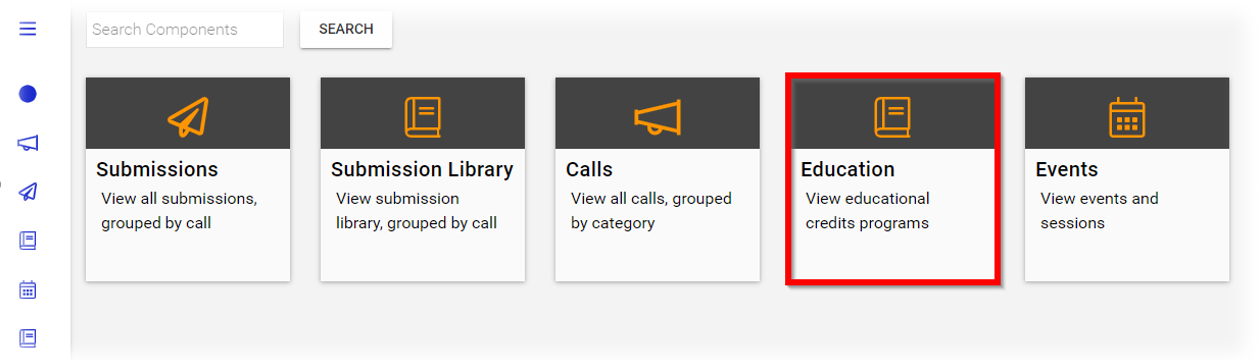 Search Components
SEARCH
Submissions
View all submissions,
grouped by call
Submission Library
View submission
library, grouped by call
Calls
View all calls, grouped
by category
Education
View educational
credits programs
Events
View events and
sessions